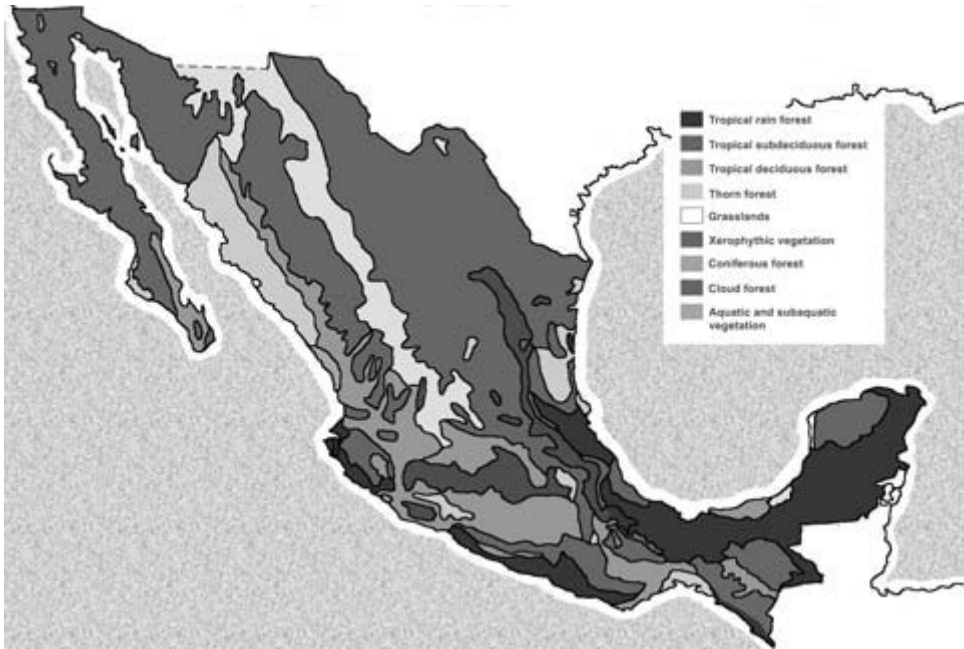 Tropical rain forest
Tropical subdeciduous forest
Tropical deciduous forest
Thorn forest
Grasslands
Xerophythic vegetation
Coniferous forest
Cloud forest
Aquatic and subaquatic
vegetation